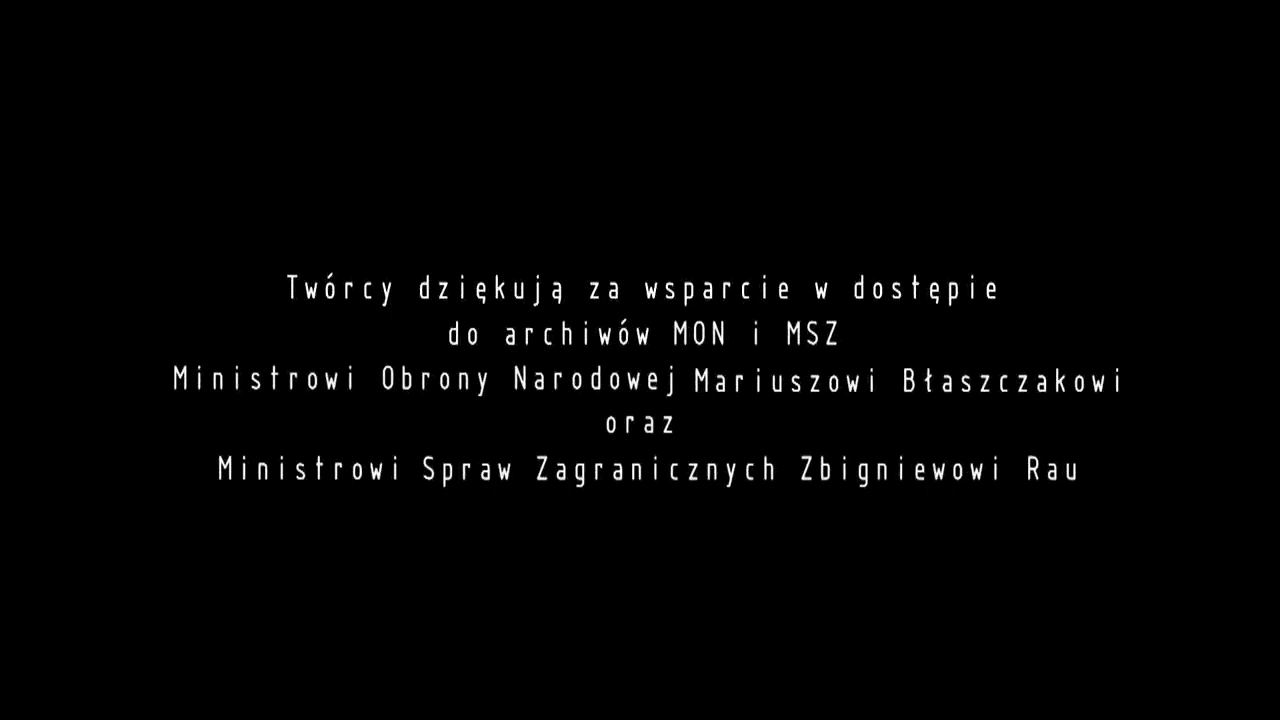 Twórcy dziękują za wsparcie w dostępie
do archiwów MON i MSZ
Ministrowi Obrony Narodowej Mariuszowi Błaszczakowi
oraz
Ministrowi Spraw Zagranicznych Zbigniewowi Rau